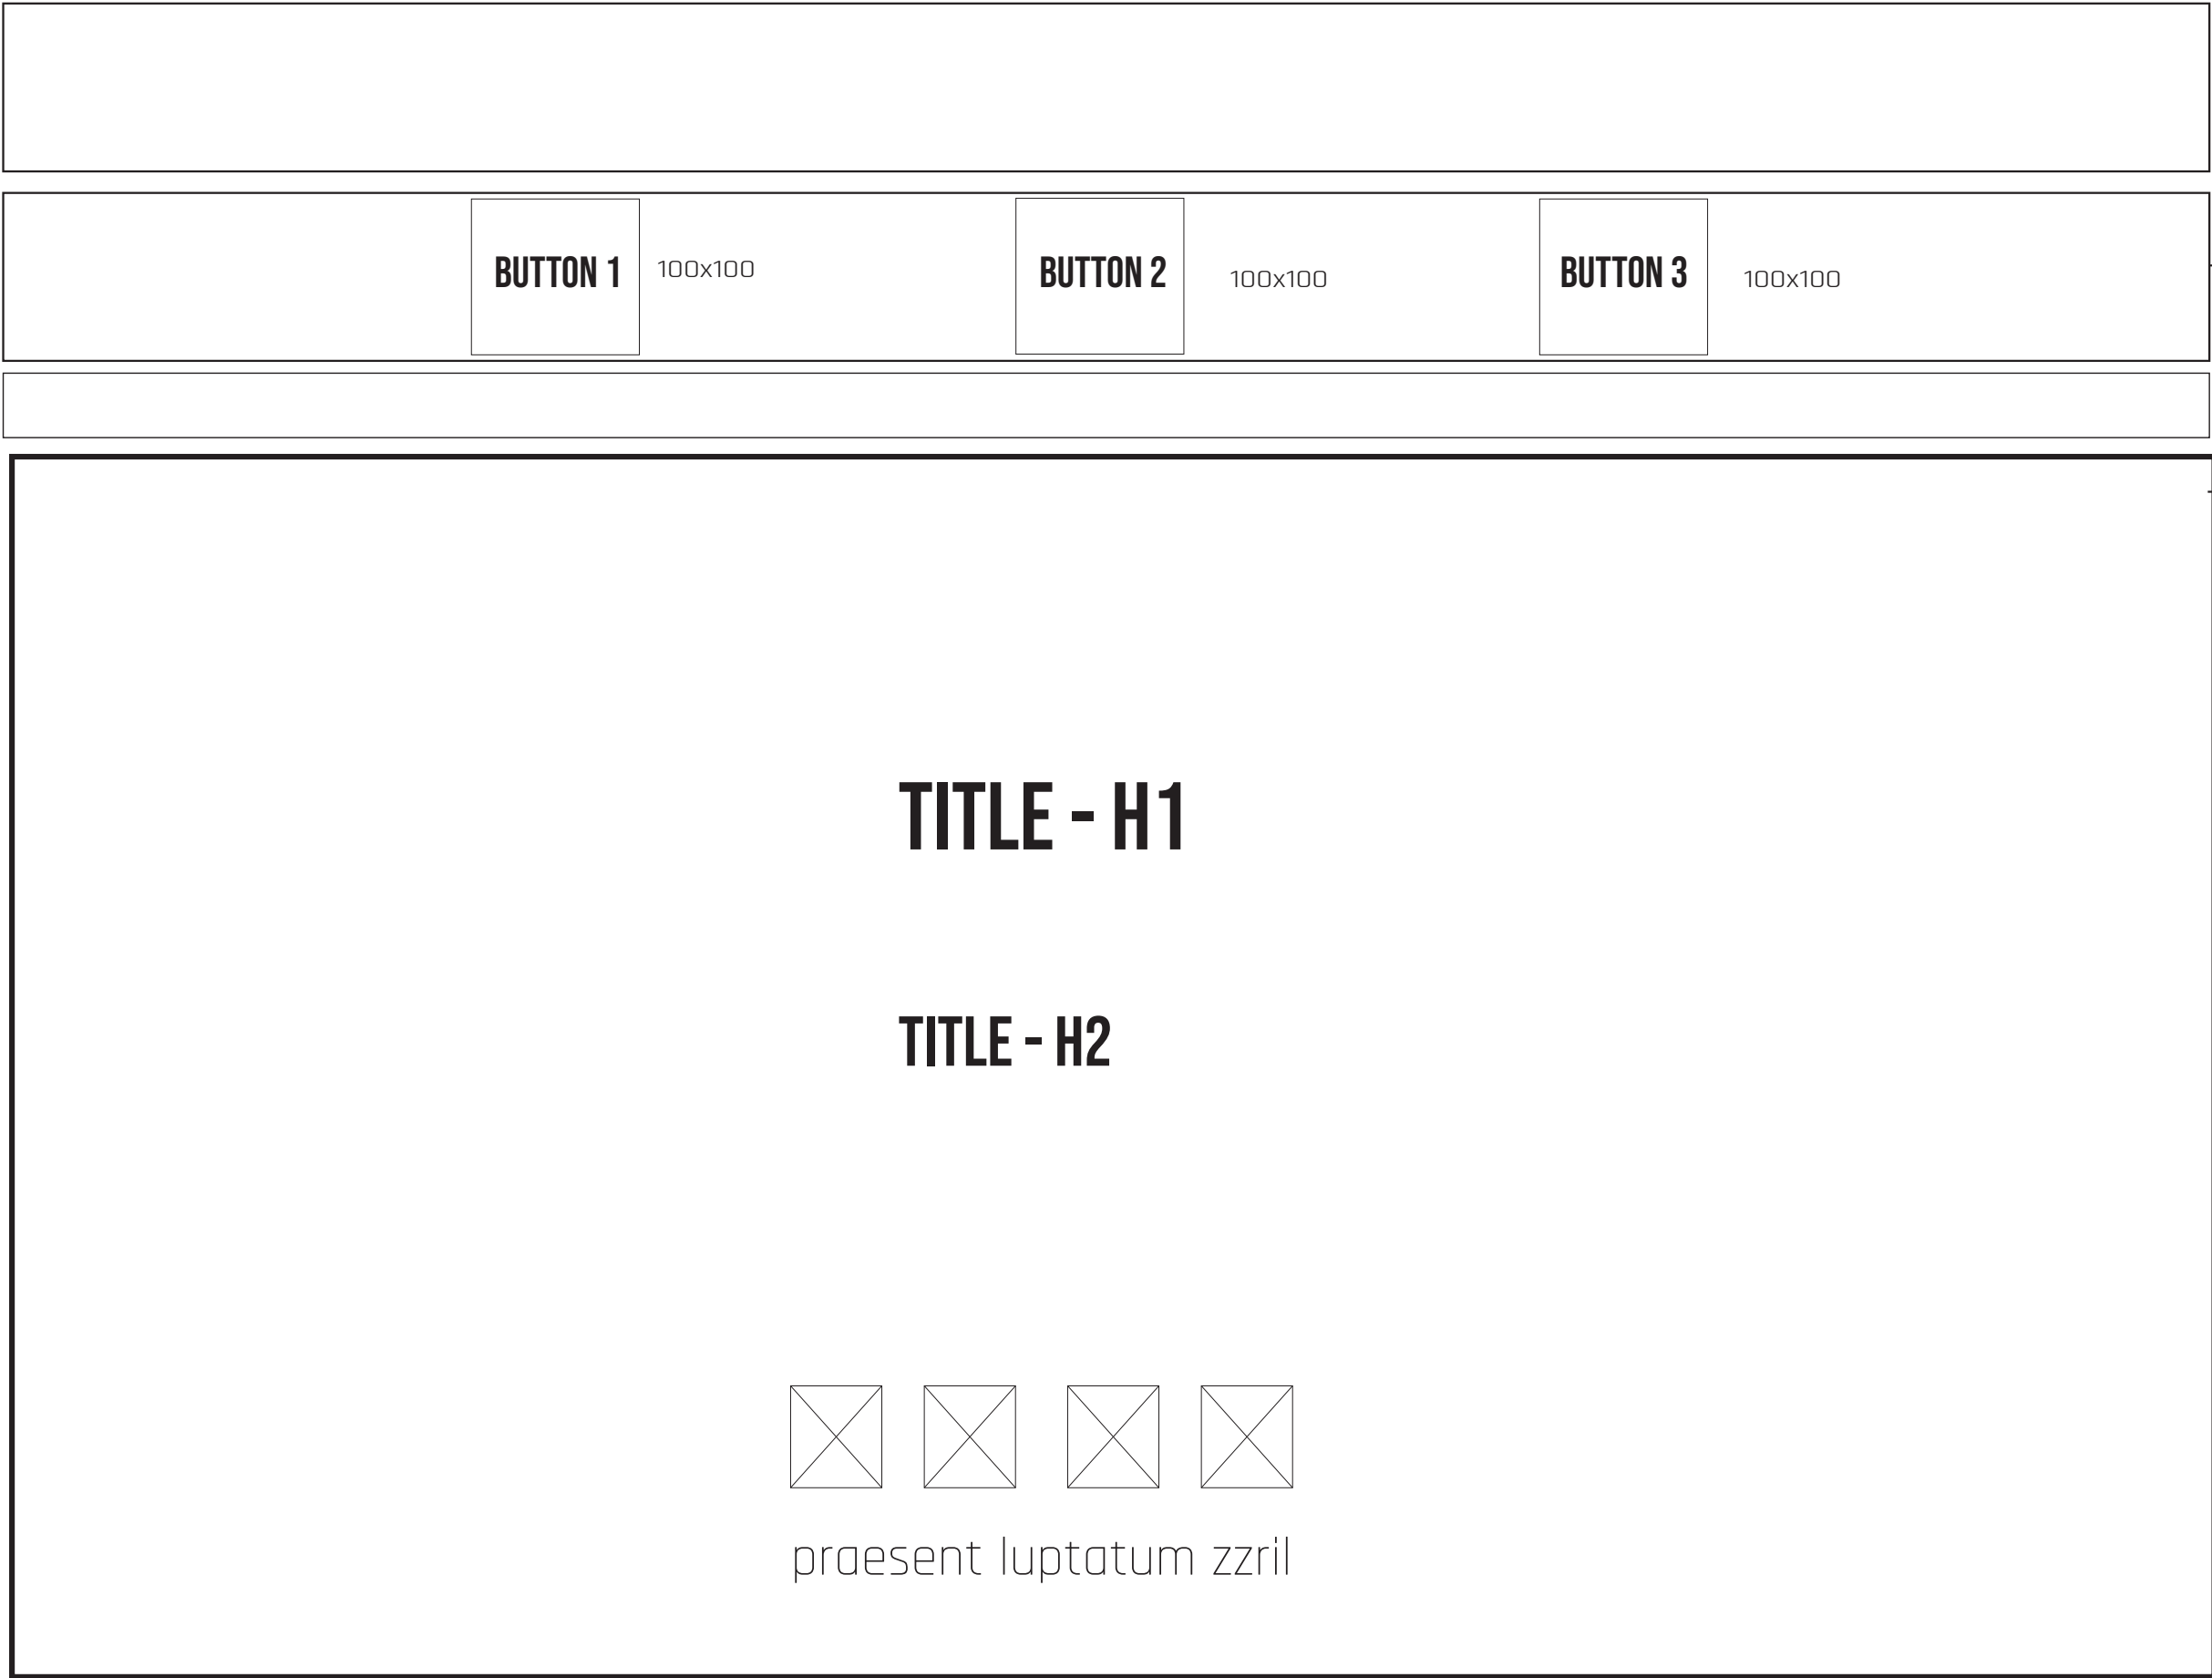 BUTTON 1 100x100 BUTTON 2 100x100 BUTTON 3 100x100
TITLE - H1
TITLE - H2
praesent luptatum zzril